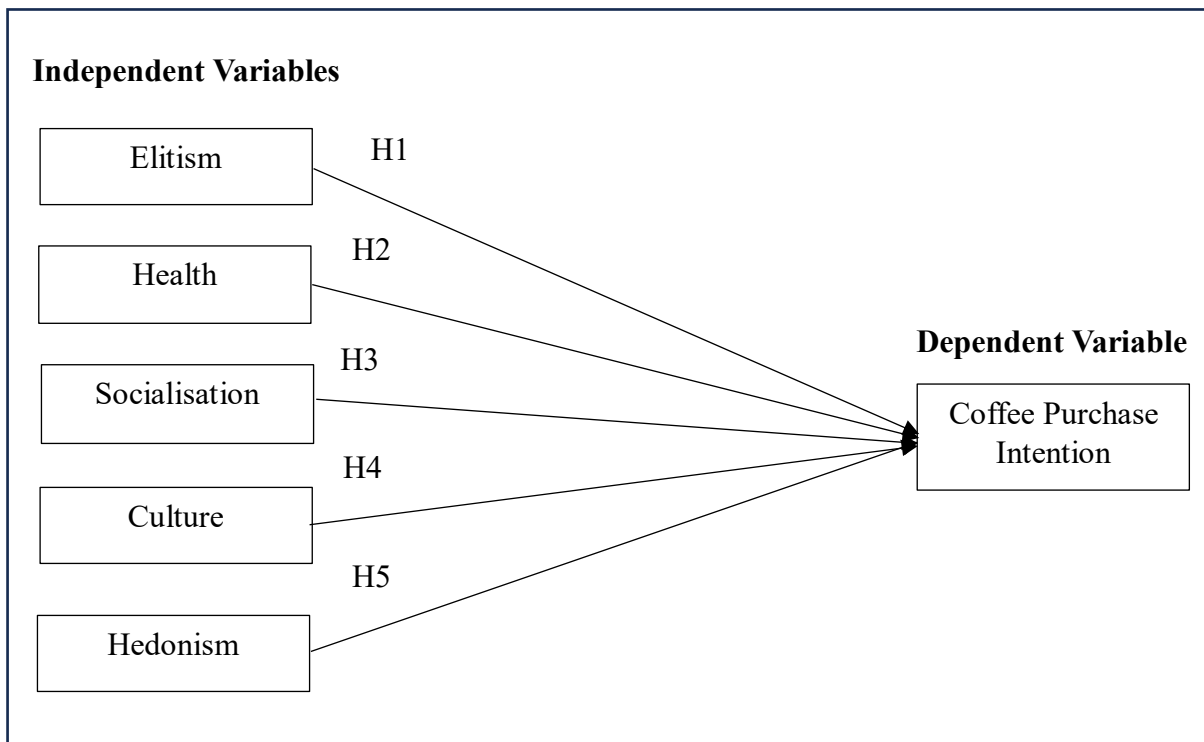 Independent Variables
Elitism
H1
Health
H2
Socialisation
H3
Culture
H4
Hedonism
H5
Dependent Variable
Coffee Purchase
Intention